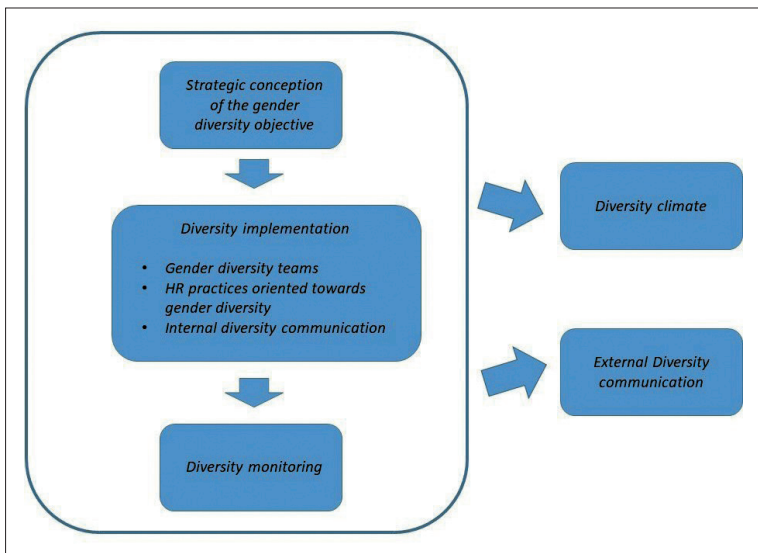 Strategic conception
of the gender
diversity objective
Diversity implementation
• Gender diversity teams
• HR practices oriented towards
gender diversity
• Internal diversity communication
Diversity monitoring
Diversity climate
External Diversity
communication